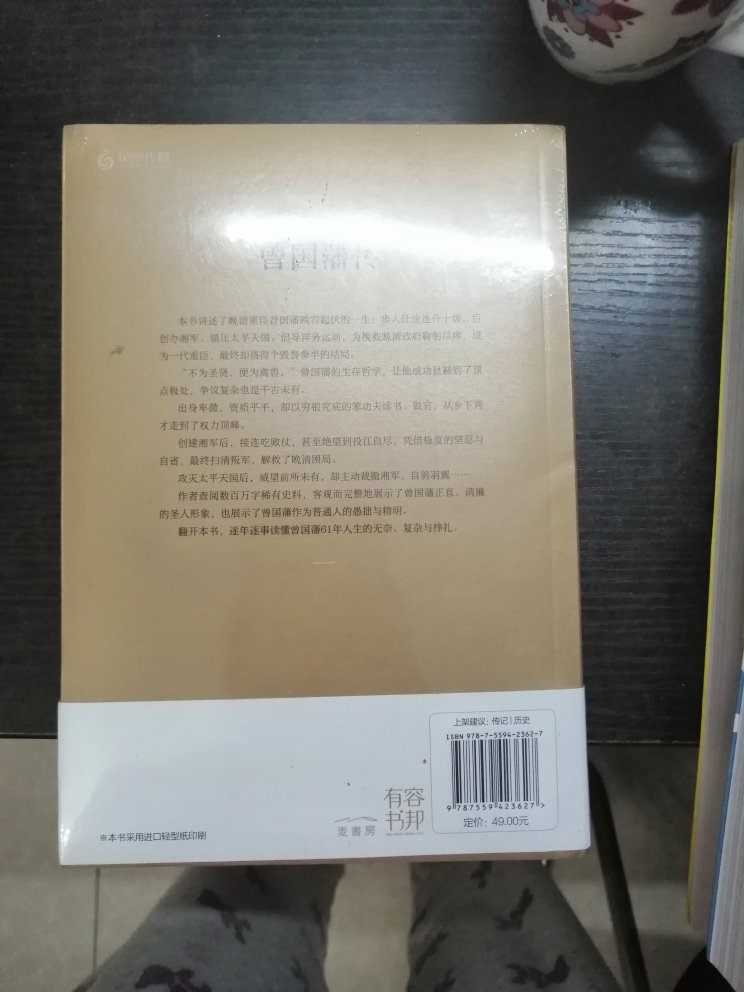 凤凰联动
曾国藩传
本书讲述了晚清重臣曾国藩跌宕起伏的一生：步入仕途连升十级，后
创办湘军、镇压太平天国、倡导洋务运动，为挽救晚清政府鞠躬尽瘁，成
为一代重臣，最终却落得个毁誉参半的结局。
“不为圣贤，便为禽兽。”曾国藩的生存哲学，让他成功显赫到了顶
点极处，争议复杂也是千古未有。
出身卑微，资质平平，却以穷根究底的笨功夫读书、做官，从乡下秀
才走到了权力顶峰。
创建湘军后，接连吃败仗，甚至绝望到投江自尽，凭借极度的坚忍与
自省，最终扫清叛军，解救了晚清困局。
攻灭太平天国后，威望前所未有，却主动裁撤湘军，自剪羽翼……
作者查阅数百万字稀有史料，客观而完整地展示了曾国藩正直、清廉
的圣人形象，也展示了曾国藩作为普通人的愚拙与精明。
翻开本书，逐年逐事读懂曾国藩61年人生的无奈、复杂与挣扎。
上架建议：传记|历史
ISBN 978-7-5594-2362-7
9 787559 423627>
定价：49.00元
有容
书邦
麦書房
※本书采用进口轻型纸印刷